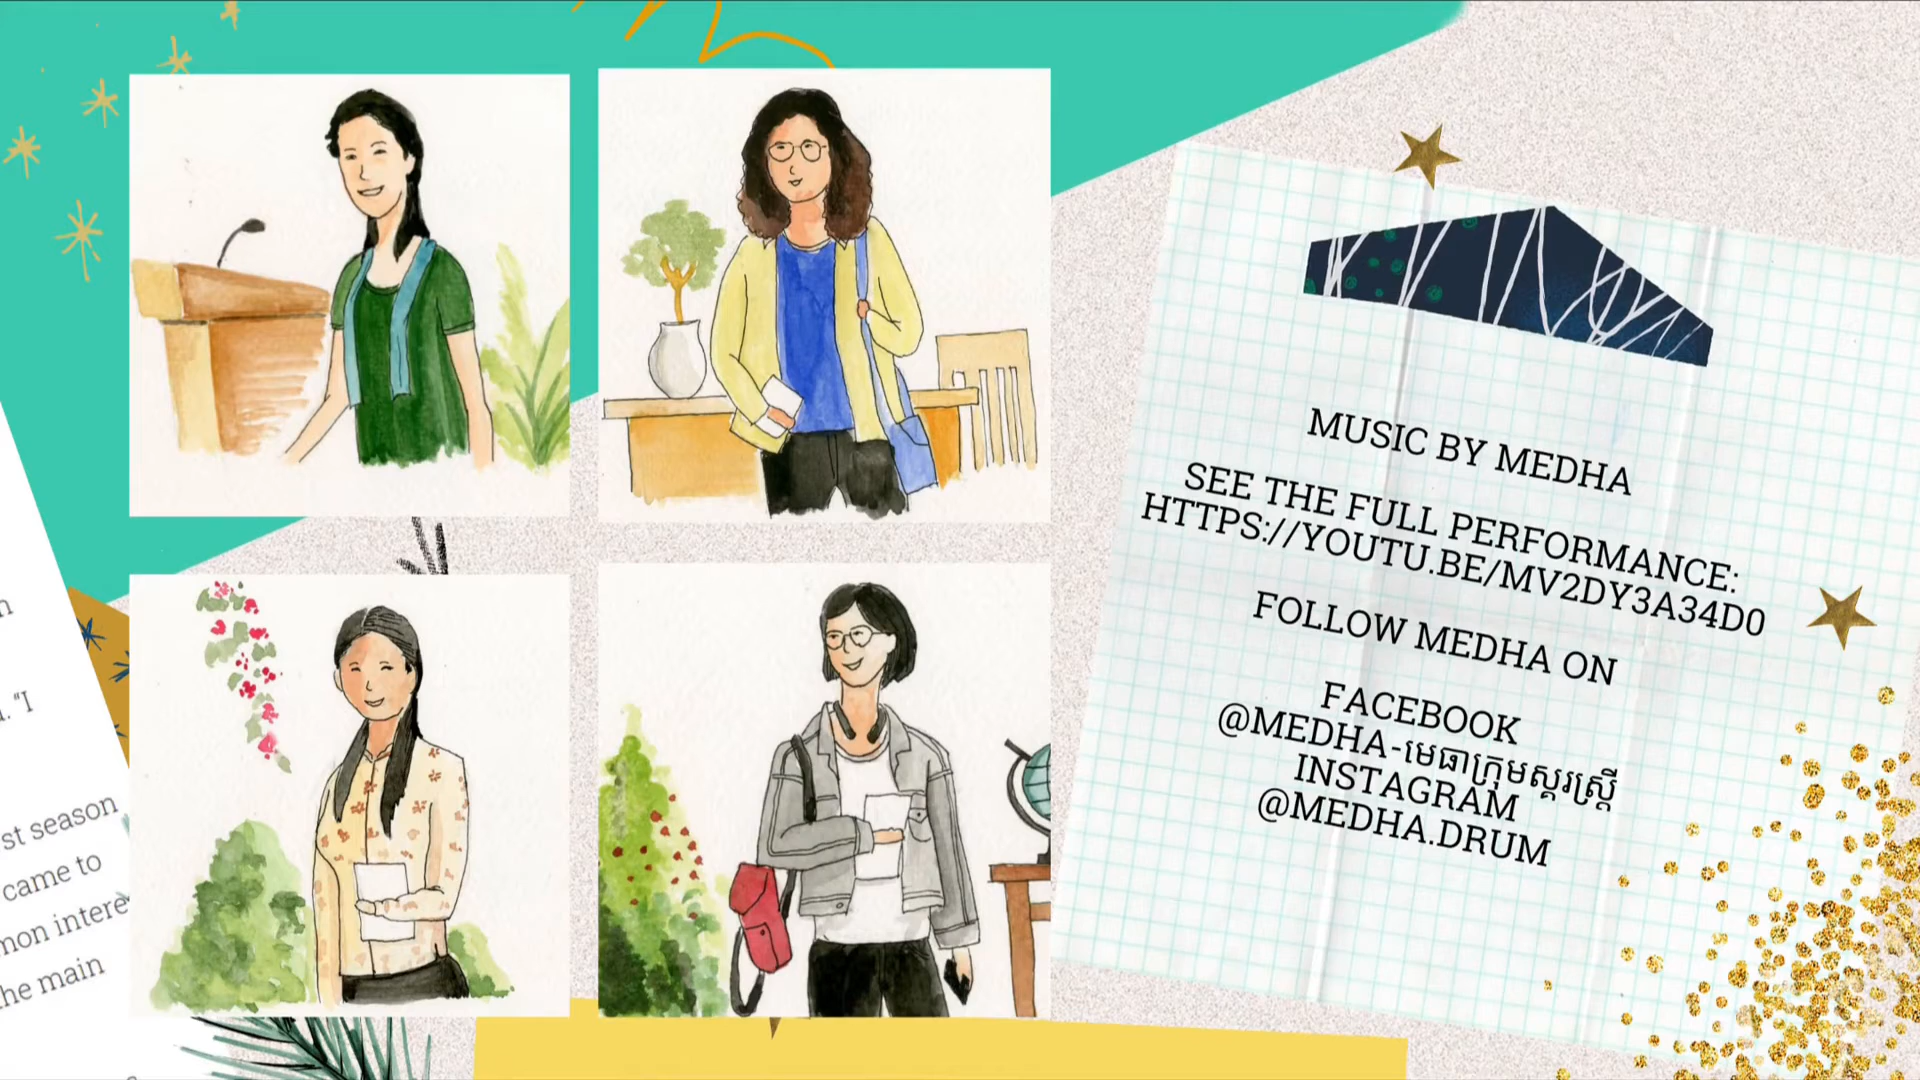 . "I
st season
came to
mon intere
he main
MUSIC BY MEDHA
SEE THE FULL PERFORMANCE:
HTTPS://YOUTU.BE/MV2DY3A34D0
FOLLOW MEDHA ON
FACEBOOK
@MEDHA-មេធាក្រុមស្គរស្ត្រី
INSTAGRAM
@MEDHA.DRUM